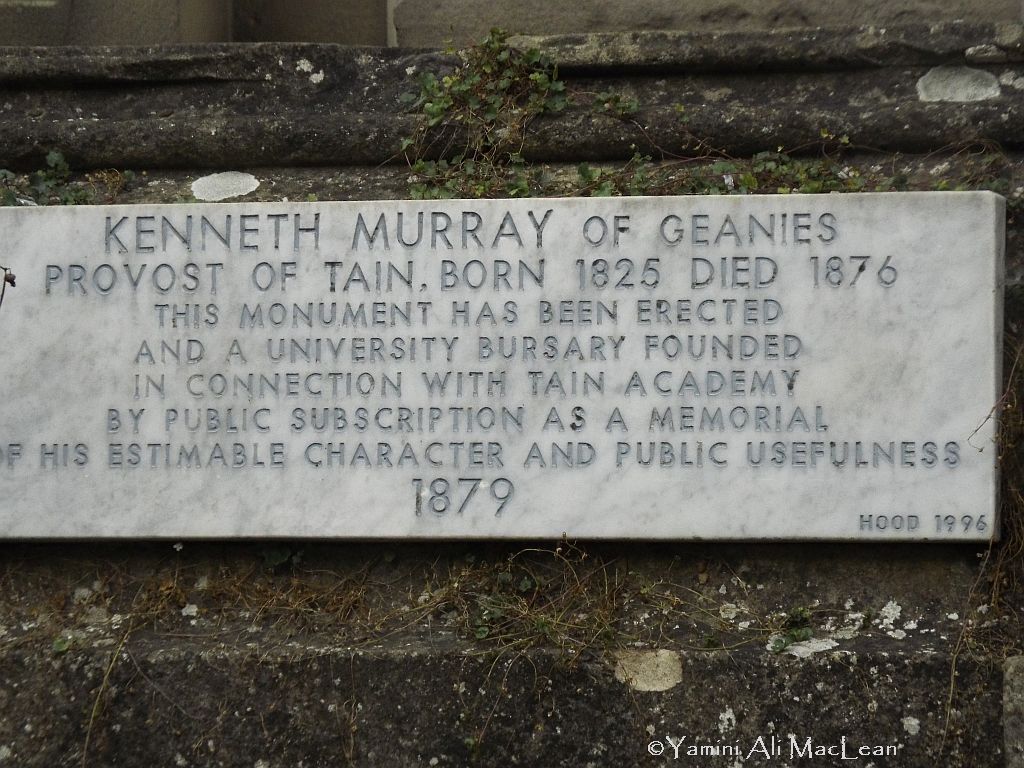 KENNETH MURRAY OF GEANIES
PROVOST OF TAIN, BORN 1825 DIED 1876
THIS MONUMENT HAS BEEN ERECTED
AND A UNIVERSITY BURSARY FOUNDED
IN CONNECTION WITH TAIN ACADEMY
BY PUBLIC SUBSCRIPTION AS A MEMORIAL
OF HIS ESTIMABLE CHARACTER AND PUBLIC USEFULNESS
1879
HOOD 1996
©Yamini Ali MacLean